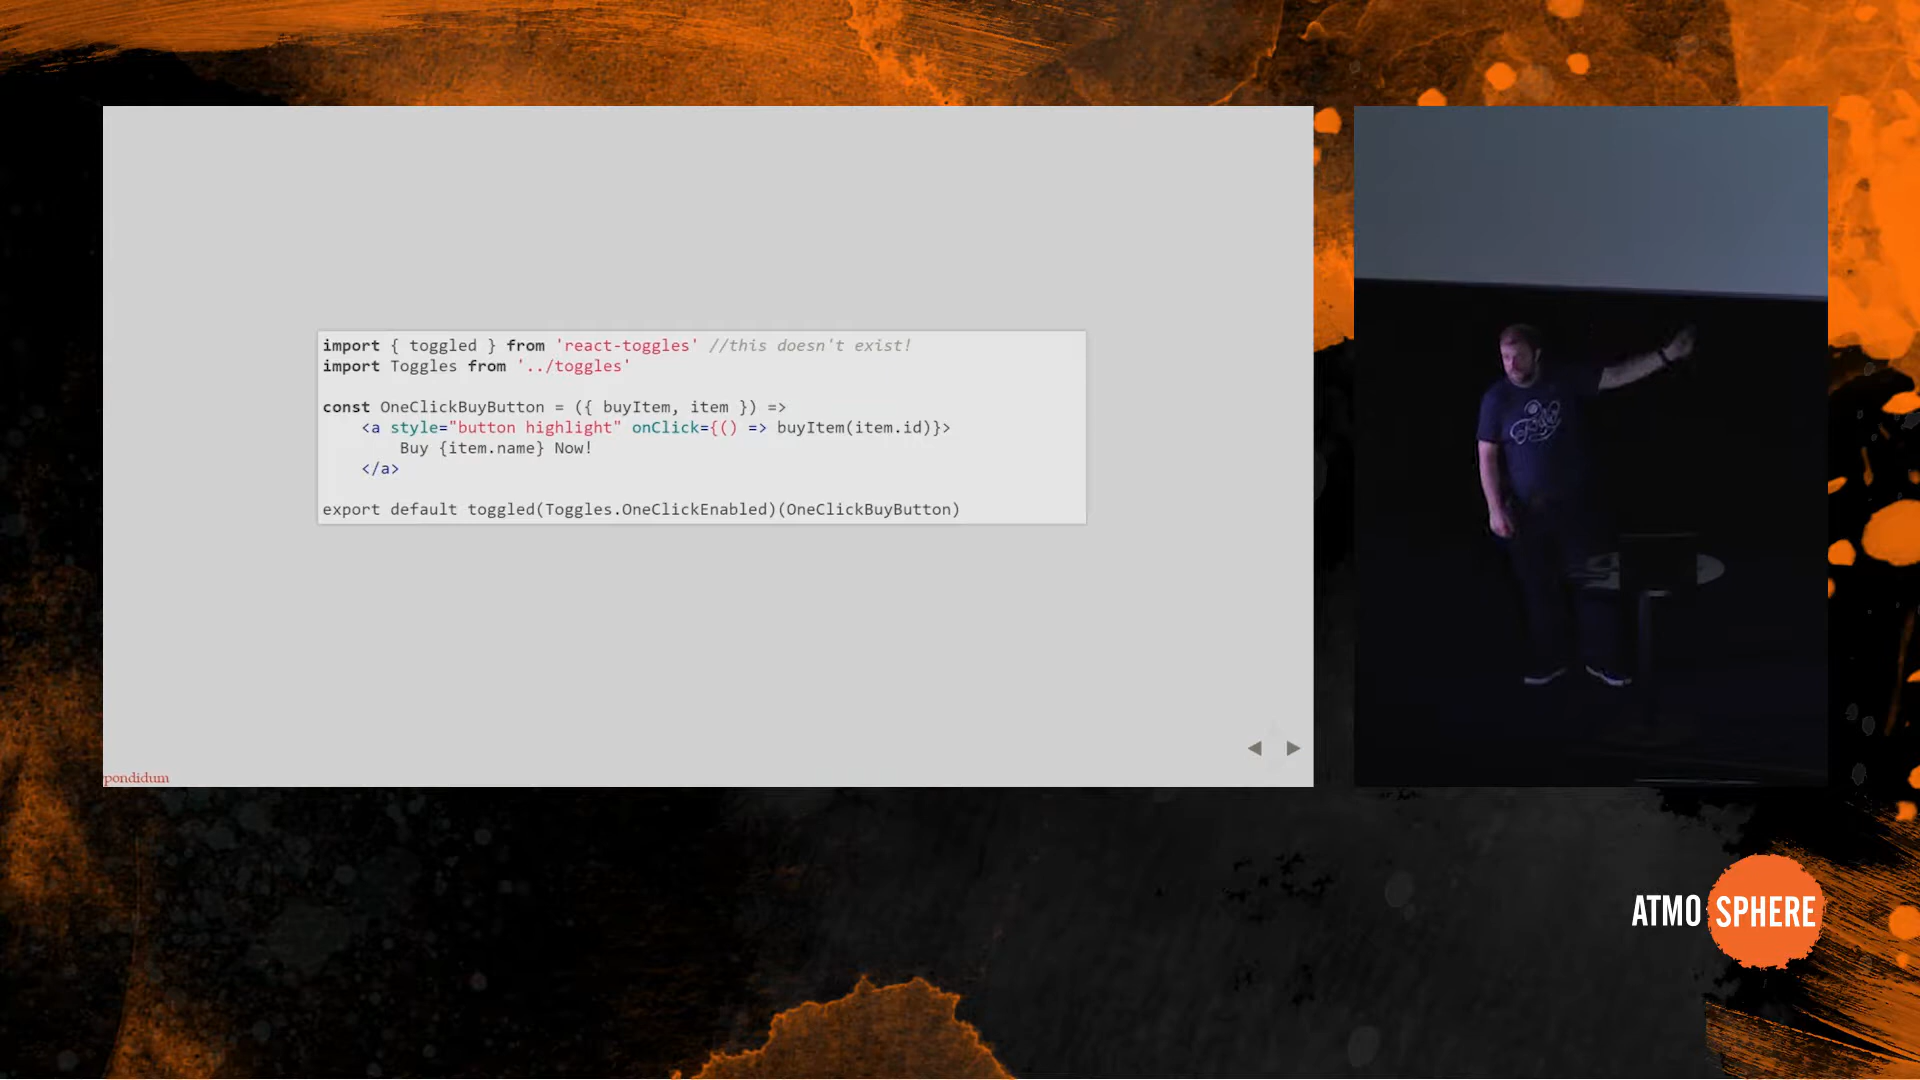 import { toggled } from 'react-toggles' //this doesn't exist!
import Toggles from '../toggles'
const OneClickBuyButton = ({ buyItem, item }) =>
<a style="button highlight" onClick={() => buyItem(item.id)}>
Buy {item.name} Now!
</a>
export default toggled(Toggles.OneClickEnabled)(OneClickBuyButton)
pondidum
ATMO SPHERE